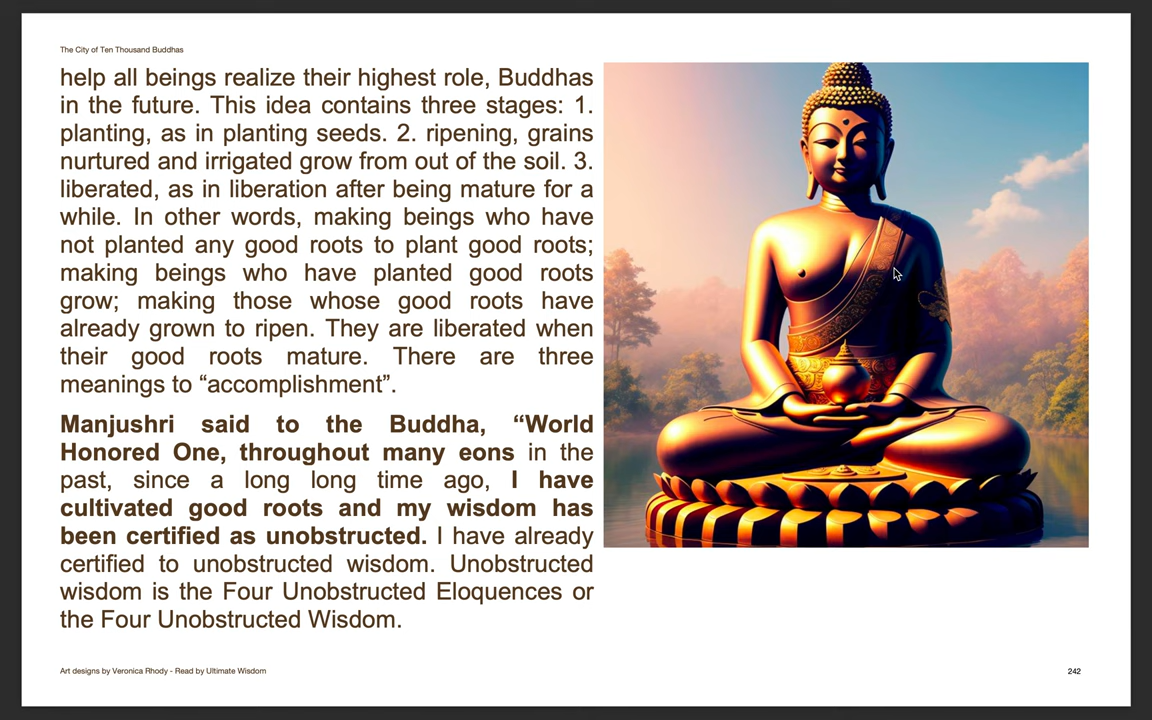 The City of Ten Thousand Buddhas
help all beings realize their highest role, Buddhas
in the future. This idea contains three stages: 1.
planting, as in planting seeds. 2. ripening, grains
nurtured and irrigated grow from out of the soil. 3.
liberated, as in liberation after being mature for a
while. In other words, making beings who have
not planted any good roots to plant good roots;
making beings who have planted good roots
grow; making those whose good roots have
already grown to ripen. They are liberated when
their good roots mature. There are three
meanings to “accomplishment”.
Manjushri said to the Buddha, “World
Honored One, throughout many eons in the
past, since a long long time ago, I have
cultivated good roots and my wisdom has
been certified as unobstructed. I have already
certified to unobstructed wisdom. Unobstructed
wisdom is the Four Unobstructed Eloquences or
the Four Unobstructed Wisdom.
Art designs by Veronica Rhody - Read by Ultimate Wisdom
242